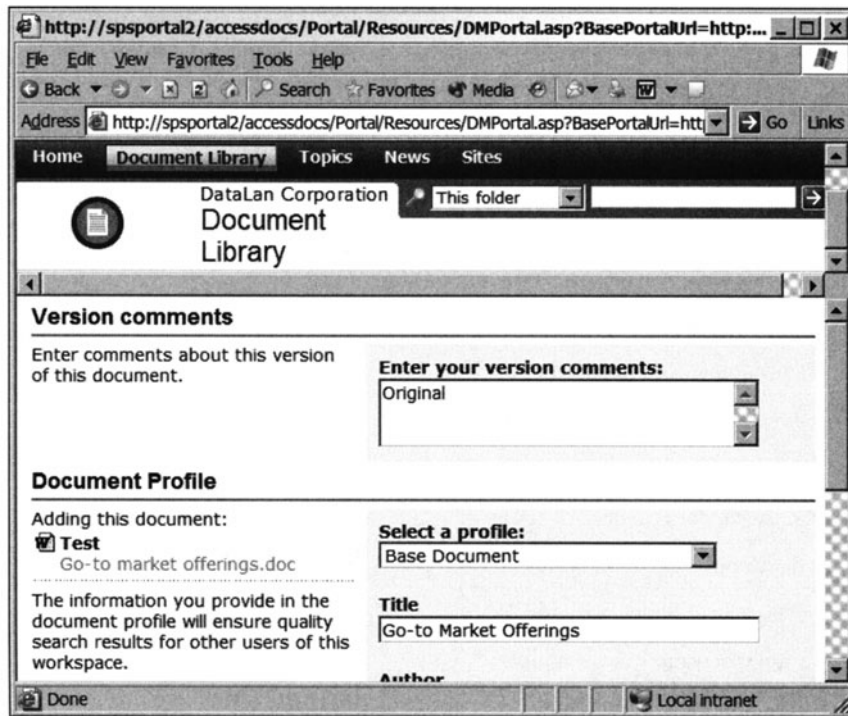 http://spsportal2/accessdocs/Portal/Resources/DMPortal.asp?BasePortalUrl=http:...
File Edit View Favorites Tools Help
Back Search Favorites Media
Address http://spsportal2/accessdocs/Portal/Resources/DMPortal.asp?BasePortalUrl=htt Go Links
Home Document Library Topics News Sites
DataLan Corporation This folder
Document
Library
Version comments
Enter comments about this version
of this document.
Enter your version comments:
Original
Document Profile
Adding this document:
Test
Go-to market offerings.doc
The information you provide in the
document profile will ensure quality
search results for other users of this
workspace.
Select a profile:
Base Document
Title
Go-to Market Offerings
Author
Done Local intranet